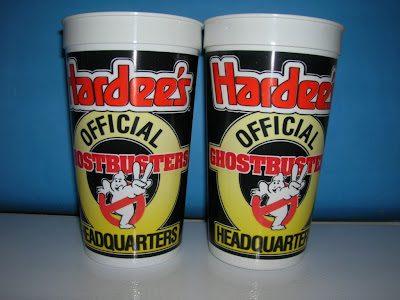 Hardee's
OFFICIAL
GHOSTBUSTERS
HEADQUARTERS
Hardee's
OFFICIAL
GHOSTBUSTERS
HEADQUARTERS